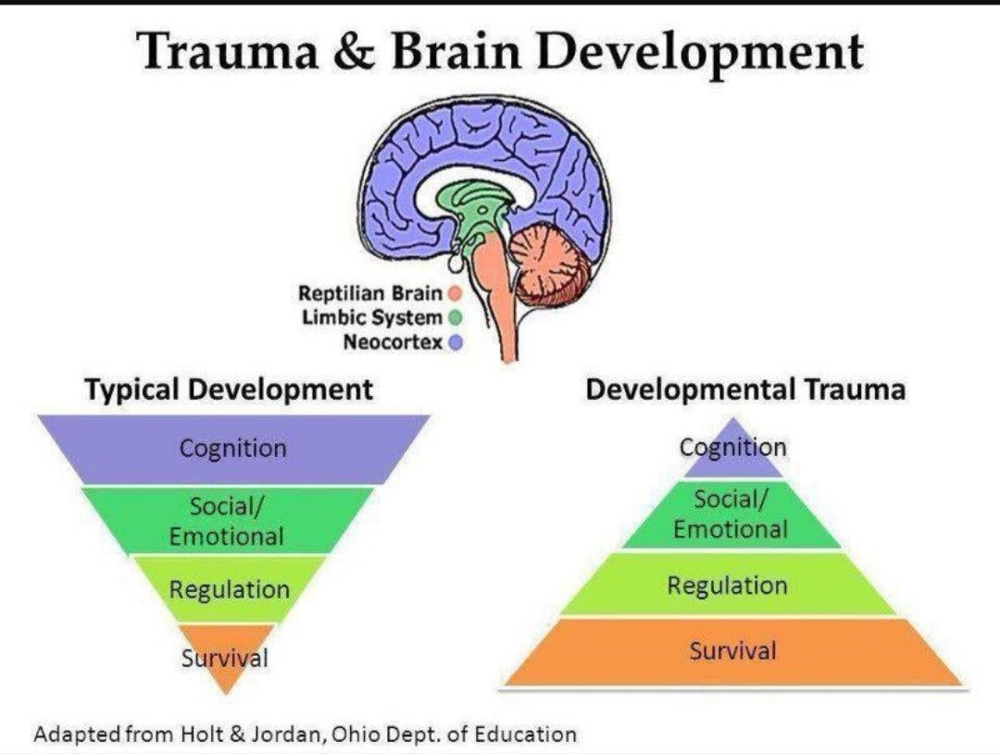 Trauma & Brain Development
Reptilian Brain
Limbic System
Neocortex
Typical Development
Cognition
Social/
Emotional
Regulation
Survival
Developmental Trauma
Cognition
Social/
Emotional
Regulation
Survival
Adapted from Holt & Jordan, Ohio Dept. of Education